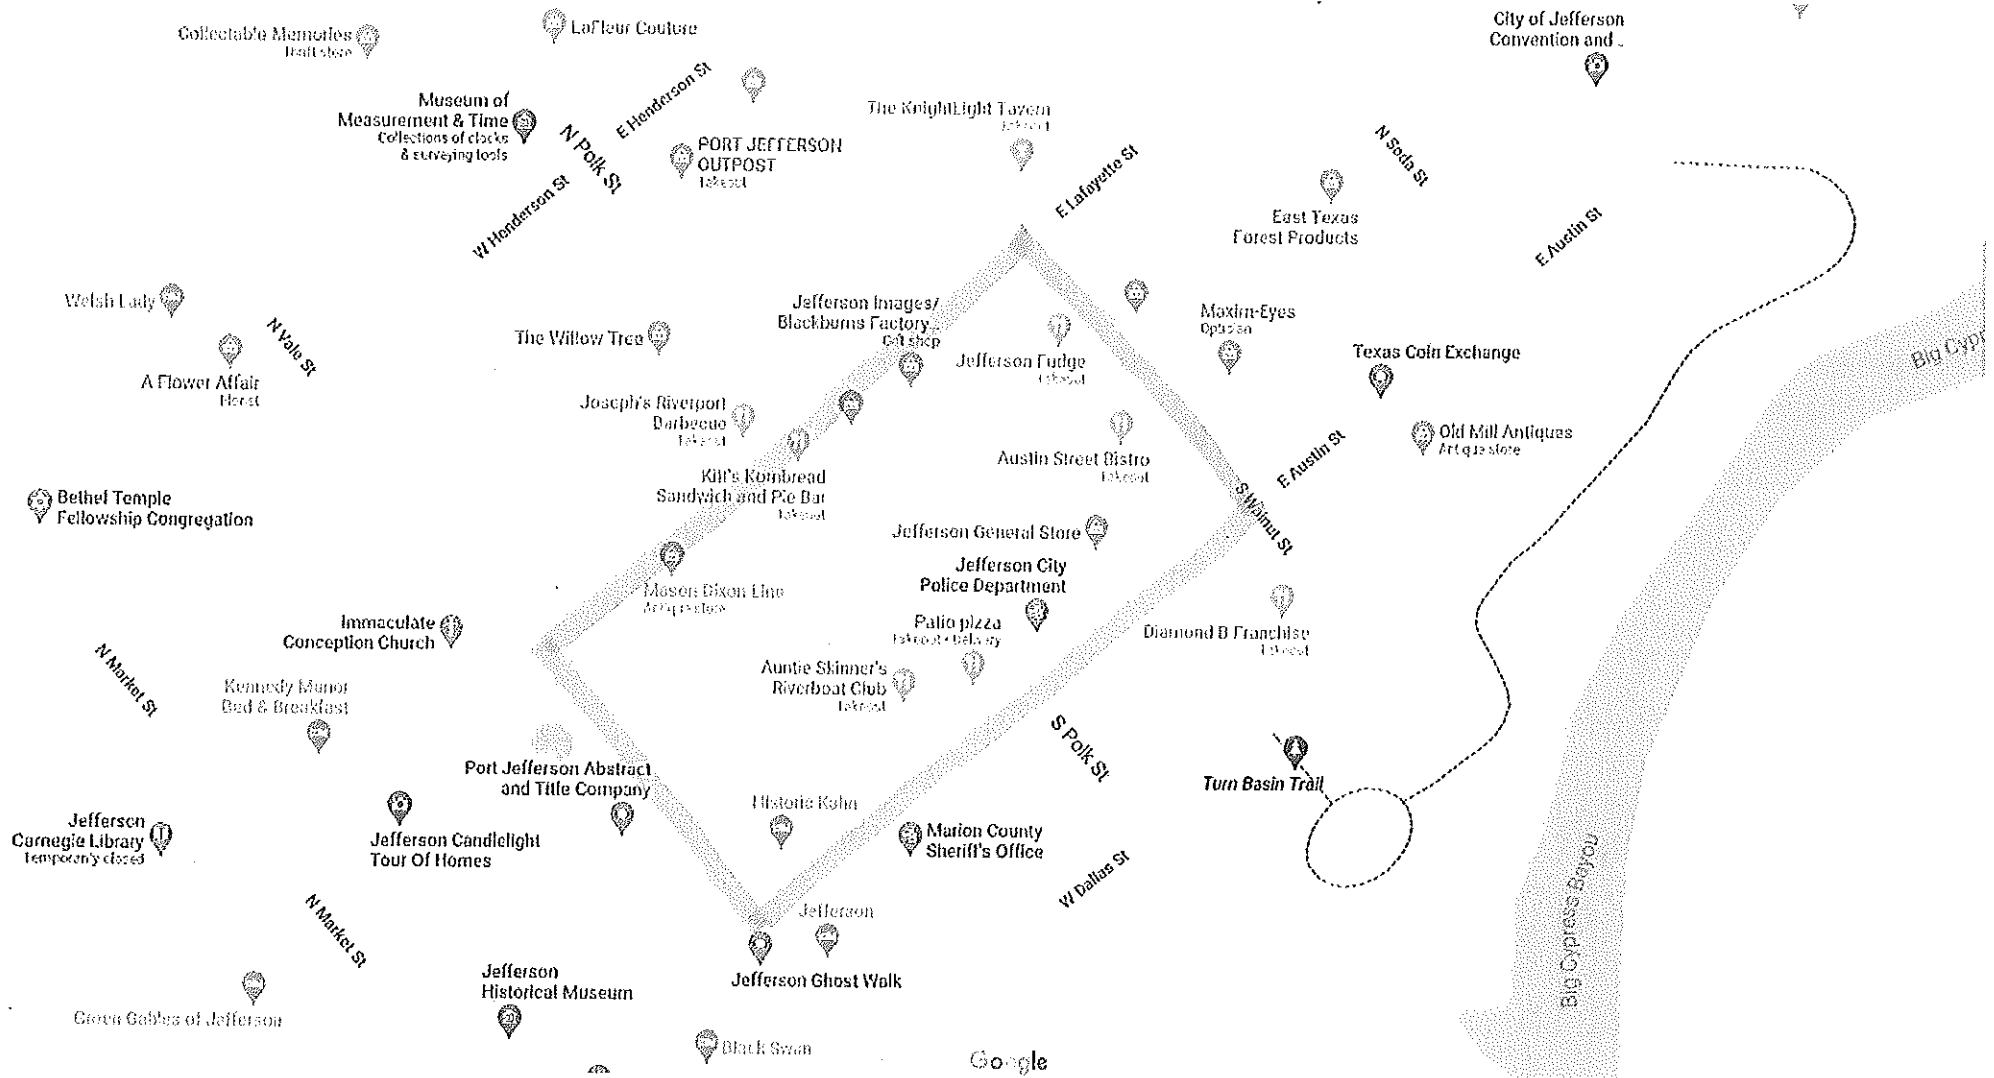 Collectable Memories
Thrift store
LaFleur Couture
City of Jefferson
Convention and ..
Museum of
Measurement & Time
Collections of clocks
& surveying tools
N Polk St
E Henderson St
W Henderson St
PORT JEFFERSON
OUTPOST
Takeout
The KnightLight Tavern
Takeout
E Lafayette St
N Soda St
East Texas
Forest Products
E Austin St
Welsh Lady
N Vale St
A Flower Affair
Florist
The Willow Tree
Jefferson Images/
Blackburns Factory...
Gift shop
Jefferson Fudge
Takeout
Maxim-Eyes
Optician
Texas Coin Exchange
Big Cypr
Joseph's Riverport
Barbecue
Takeout
Kitt's Kornbread
Sandwich and Pie Bar
Takeout
Austin Street Bistro
Takeout
E Austin St
Old Mill Antiques
Antique store
Bethel Temple
Fellowship Congregation
S Walnut St
Jefferson General Store
Jefferson City
Police Department
Mason Dixon Line
Antique store
Immaculate
Conception Church
Patio pizza
Takeout • Delivery
Diamond B Franchise
Takeout
N Market St
Kennedy Manor
Bed & Breakfast
Auntie Skinner's
Riverboat Club
Takeout
S Polk St
Port Jefferson Abstract
and Title Company
Turn Basin Trail
Historic Kahn
Jefferson
Carnegie Library
Temporarily closed
Jefferson Candlelight
Tour Of Homes
Marion County
Sheriff's Office
W Dallas St
Big Cypress Bayou
N Market St
Jefferson
Jefferson Ghost Walk
Jefferson
Historical Museum
Green Gables of Jefferson
Black Swan
Google